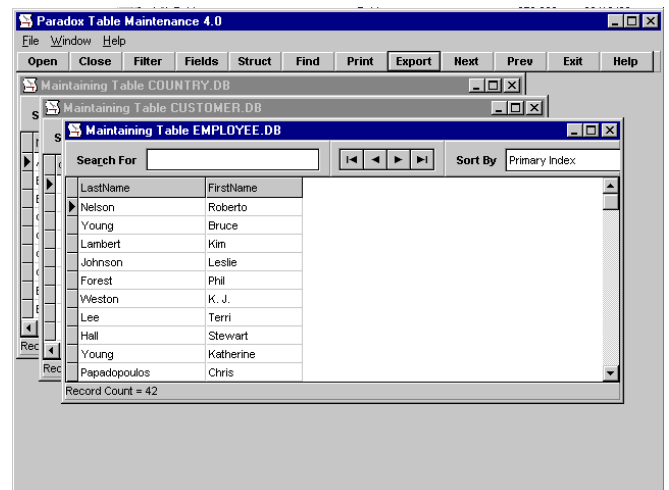 Paradox Table Maintenance 4.0
File Window Help
Open Close Filter Fields Struct Find Print Export Next Prev Exit Help
Maintaining Table COUNTRY.DB
Maintaining Table CUSTOMER.DB
Maintaining Table EMPLOYEE.DB
Search For Sort By Primary Index
LastName FirstName
Nelson Roberto
Young Bruce
Lambert Kim
Johnson Leslie
Forest Phil
Weston K. J.
Lee Terri
Hall Stewart
Young Katherine
Papadopoulos Chris
Record Count = 42